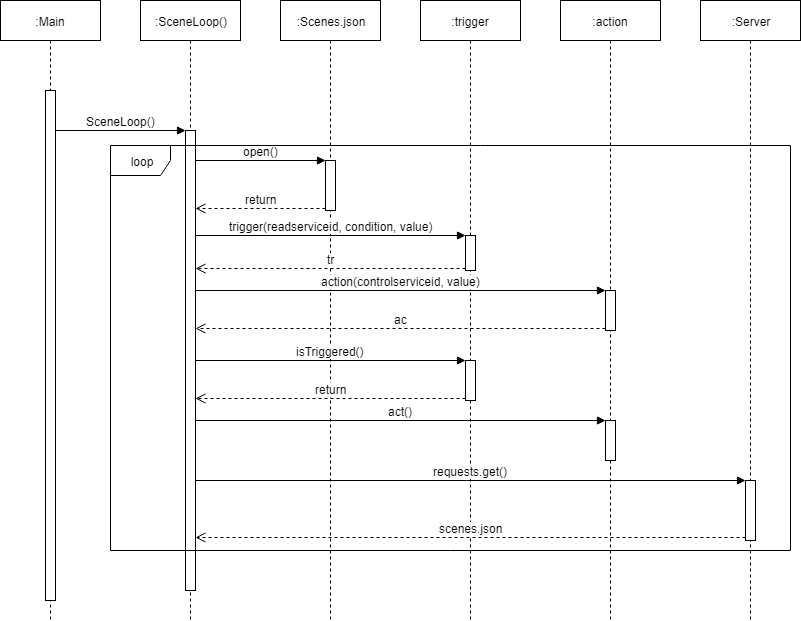 :Main
:SceneLoop()
:Scenes.json
:trigger
:action
:Server
SceneLoop()
loop
open()
return
trigger(readserviceid, condition, value)
tr
action(controlserviceid, value)
ac
isTriggered()
return
act()
requests.get()
scenes.json